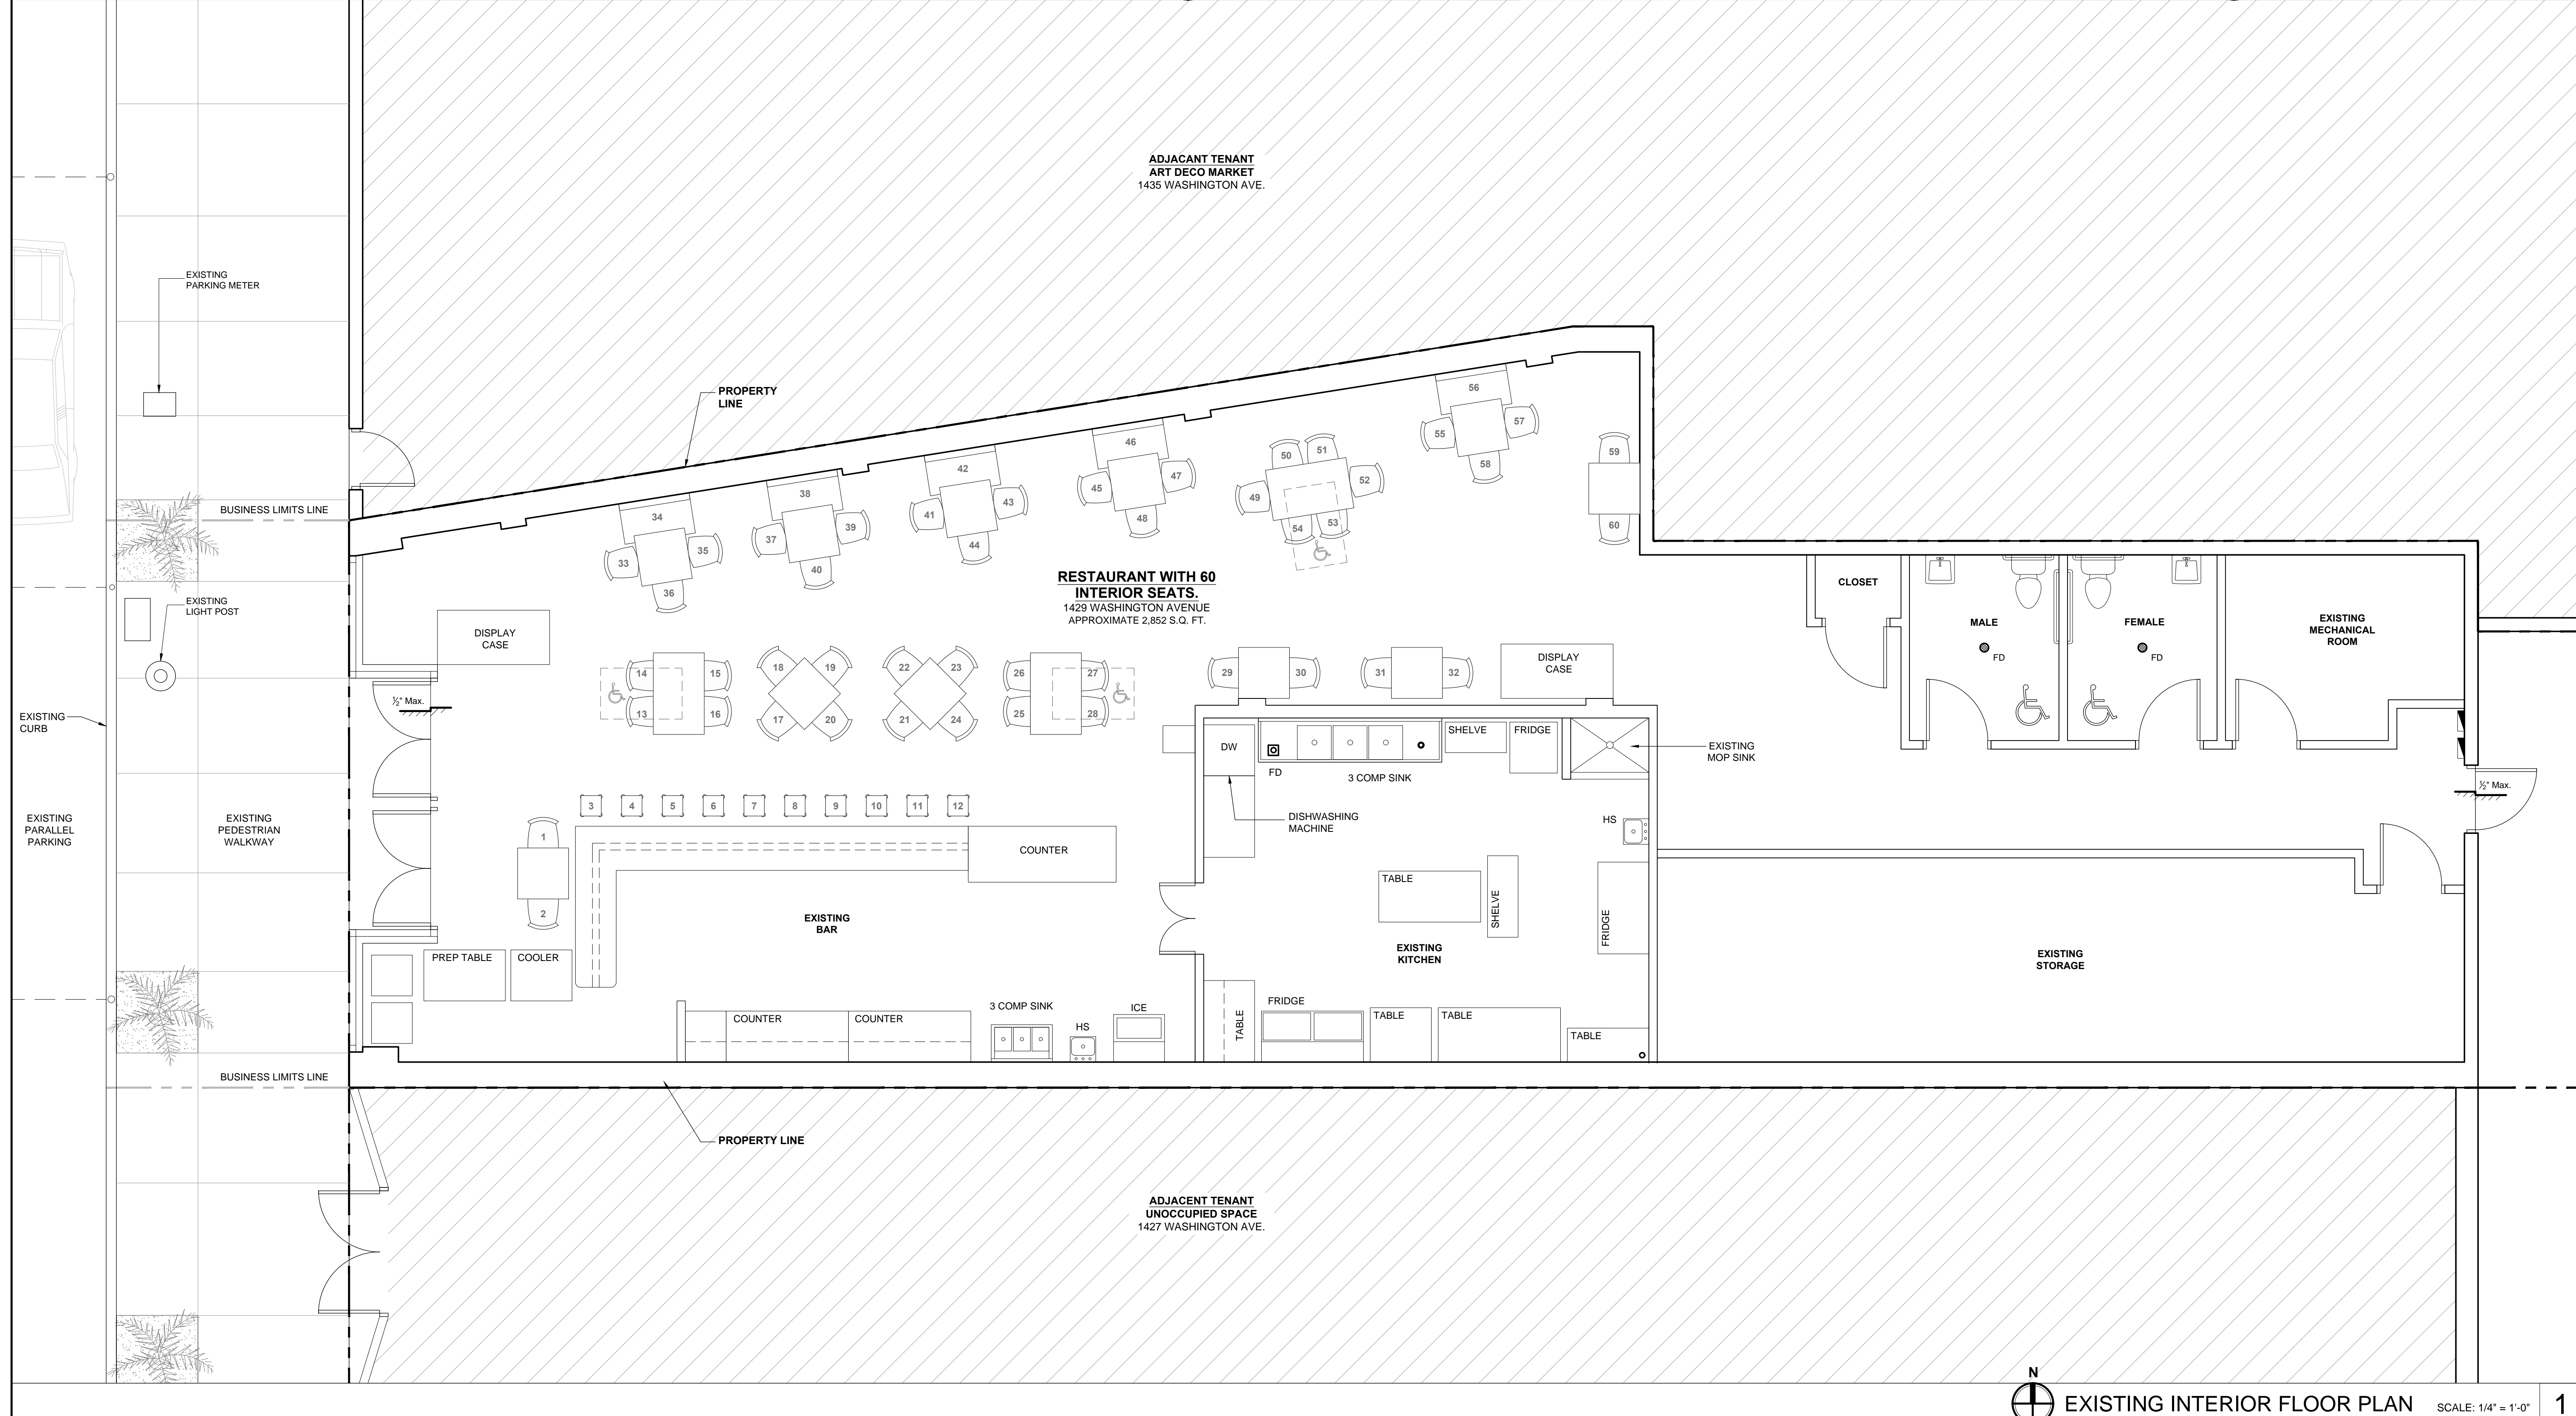 ADJACANT TENANT
ART DECO MARKET
1435 WASHINGTON AVE.
EXISTING
PARKING METER
PROPERTY
LINE
BUSINESS LIMITS LINE
EXISTING
LIGHT POST
EXISTING
CURB
EXISTING
PARALLEL
PARKING
EXISTING
PEDESTRIAN
WALKWAY
½" Max.
DISPLAY
CASE
34
33
35
36
38
37
39
40
42
41
43
44
46
45
47
48
50
51
49
52
54
53
56
55
57
58
59
60
RESTAURANT WITH 60
INTERIOR SEATS.
1429 WASHINGTON AVENUE
APPROXIMATE 2,852 S.Q. FT.
14
15
13
16
18
19
17
20
22
23
21
24
26
27
25
28
29
30
31
32
DISPLAY
CASE
CLOSET
MALE
FD
FEMALE
FD
EXISTING
MECHANICAL
ROOM
½" Max.
3
4
5
6
7
8
9
10
11
12
1
2
COUNTER
EXISTING
BAR
PREP TABLE
COOLER
COUNTER
COUNTER
3 COMP SINK
HS
ICE
DW
FD
3 COMP SINK
SHELVE
FRIDGE
EXISTING
MOP SINK
DISHWASHING
MACHINE
HS
TABLE
SHELVE
FRIDGE
EXISTING
KITCHEN
TABLE
FRIDGE
TABLE
TABLE
TABLE
EXISTING
STORAGE
BUSINESS LIMITS LINE
PROPERTY LINE
ADJACENT TENANT
UNOCCUPIED SPACE
1427 WASHINGTON AVE.
N
EXISTING INTERIOR FLOOR PLAN
SCALE: 1/4" = 1'-0"
1